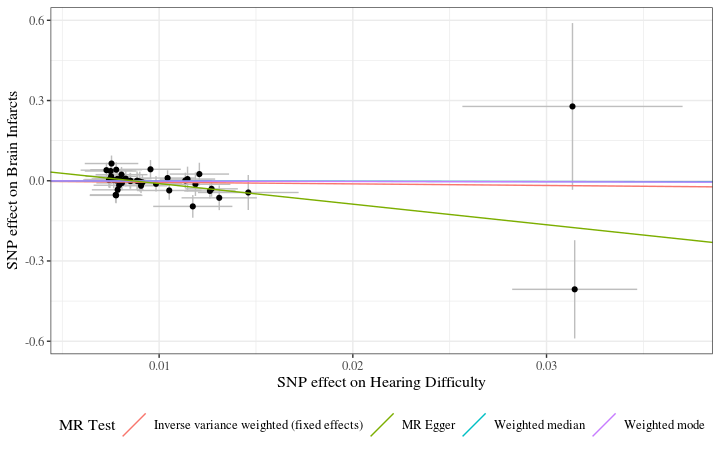 0.6
0.3
0.0
-0.3
-0.6
SNP effect on Brain Infarcts
0.01 0.02 0.03
SNP effect on Hearing Difficulty
MR Test Inverse variance weighted (fixed effects) MR Egger Weighted median Weighted mode